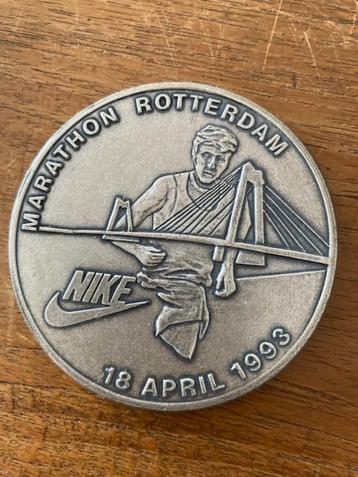 MARATHON ROTTERDAM
NIKE
18 APRIL 1993